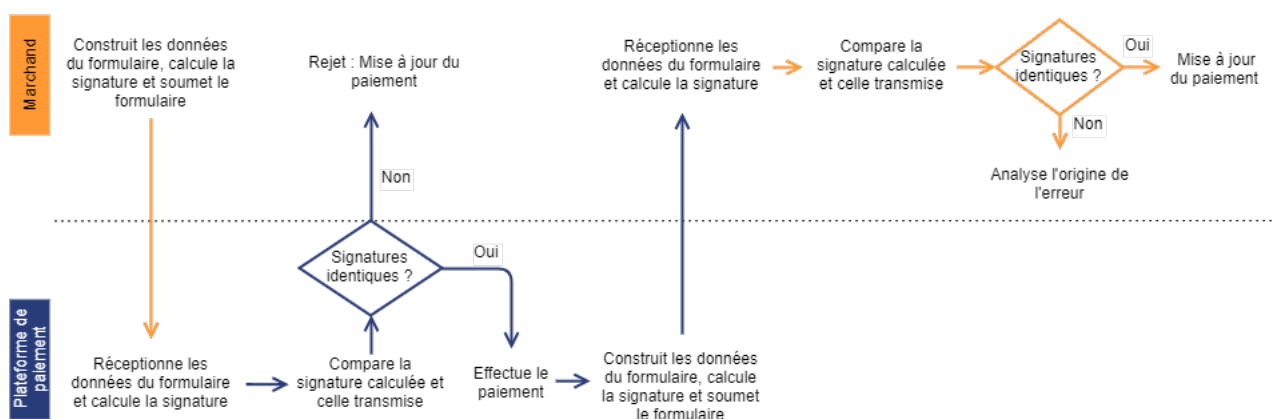 Marchand
Construit les données
du formulaire, calcule la
signature et soumet le
formulaire
Rejet : Mise à jour du
paiement
Réceptionne les
données du formulaire
et calcule la signature
Compare la
signature calculée
et celle transmise
Signatures
identiques ?
Oui
Mise à jour
du paiement
Non
Analyse l'origine de
l'erreur
Non
Signatures
identiques ?
Oui
Plateforme de
paiement
Réceptionne les
données du formulaire
et calcule la signature
Compare la
signature calculée et
celle transmise
Effectue le
paiement
Construit les données
du formulaire, calcule
la signature et soumet
le formulaire